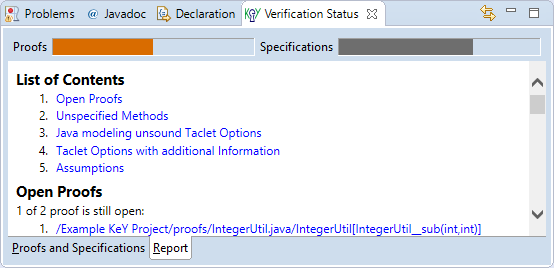 Problems @ Javadoc Declaration KeY Verification Status
Proofs Specifications
List of Contents
1. Open Proofs
2. Unspecified Methods
3. Java modeling unsound Taclet Options
4. Taclet Options with additional Information
5. Assumptions
Open Proofs
1 of 2 proof is still open:
1. /Example KeY Project/proofs/IntegerUtil.java/IntegerUtil[IntegerUtil__sub(int,int)]
Proofs and Specifications Report